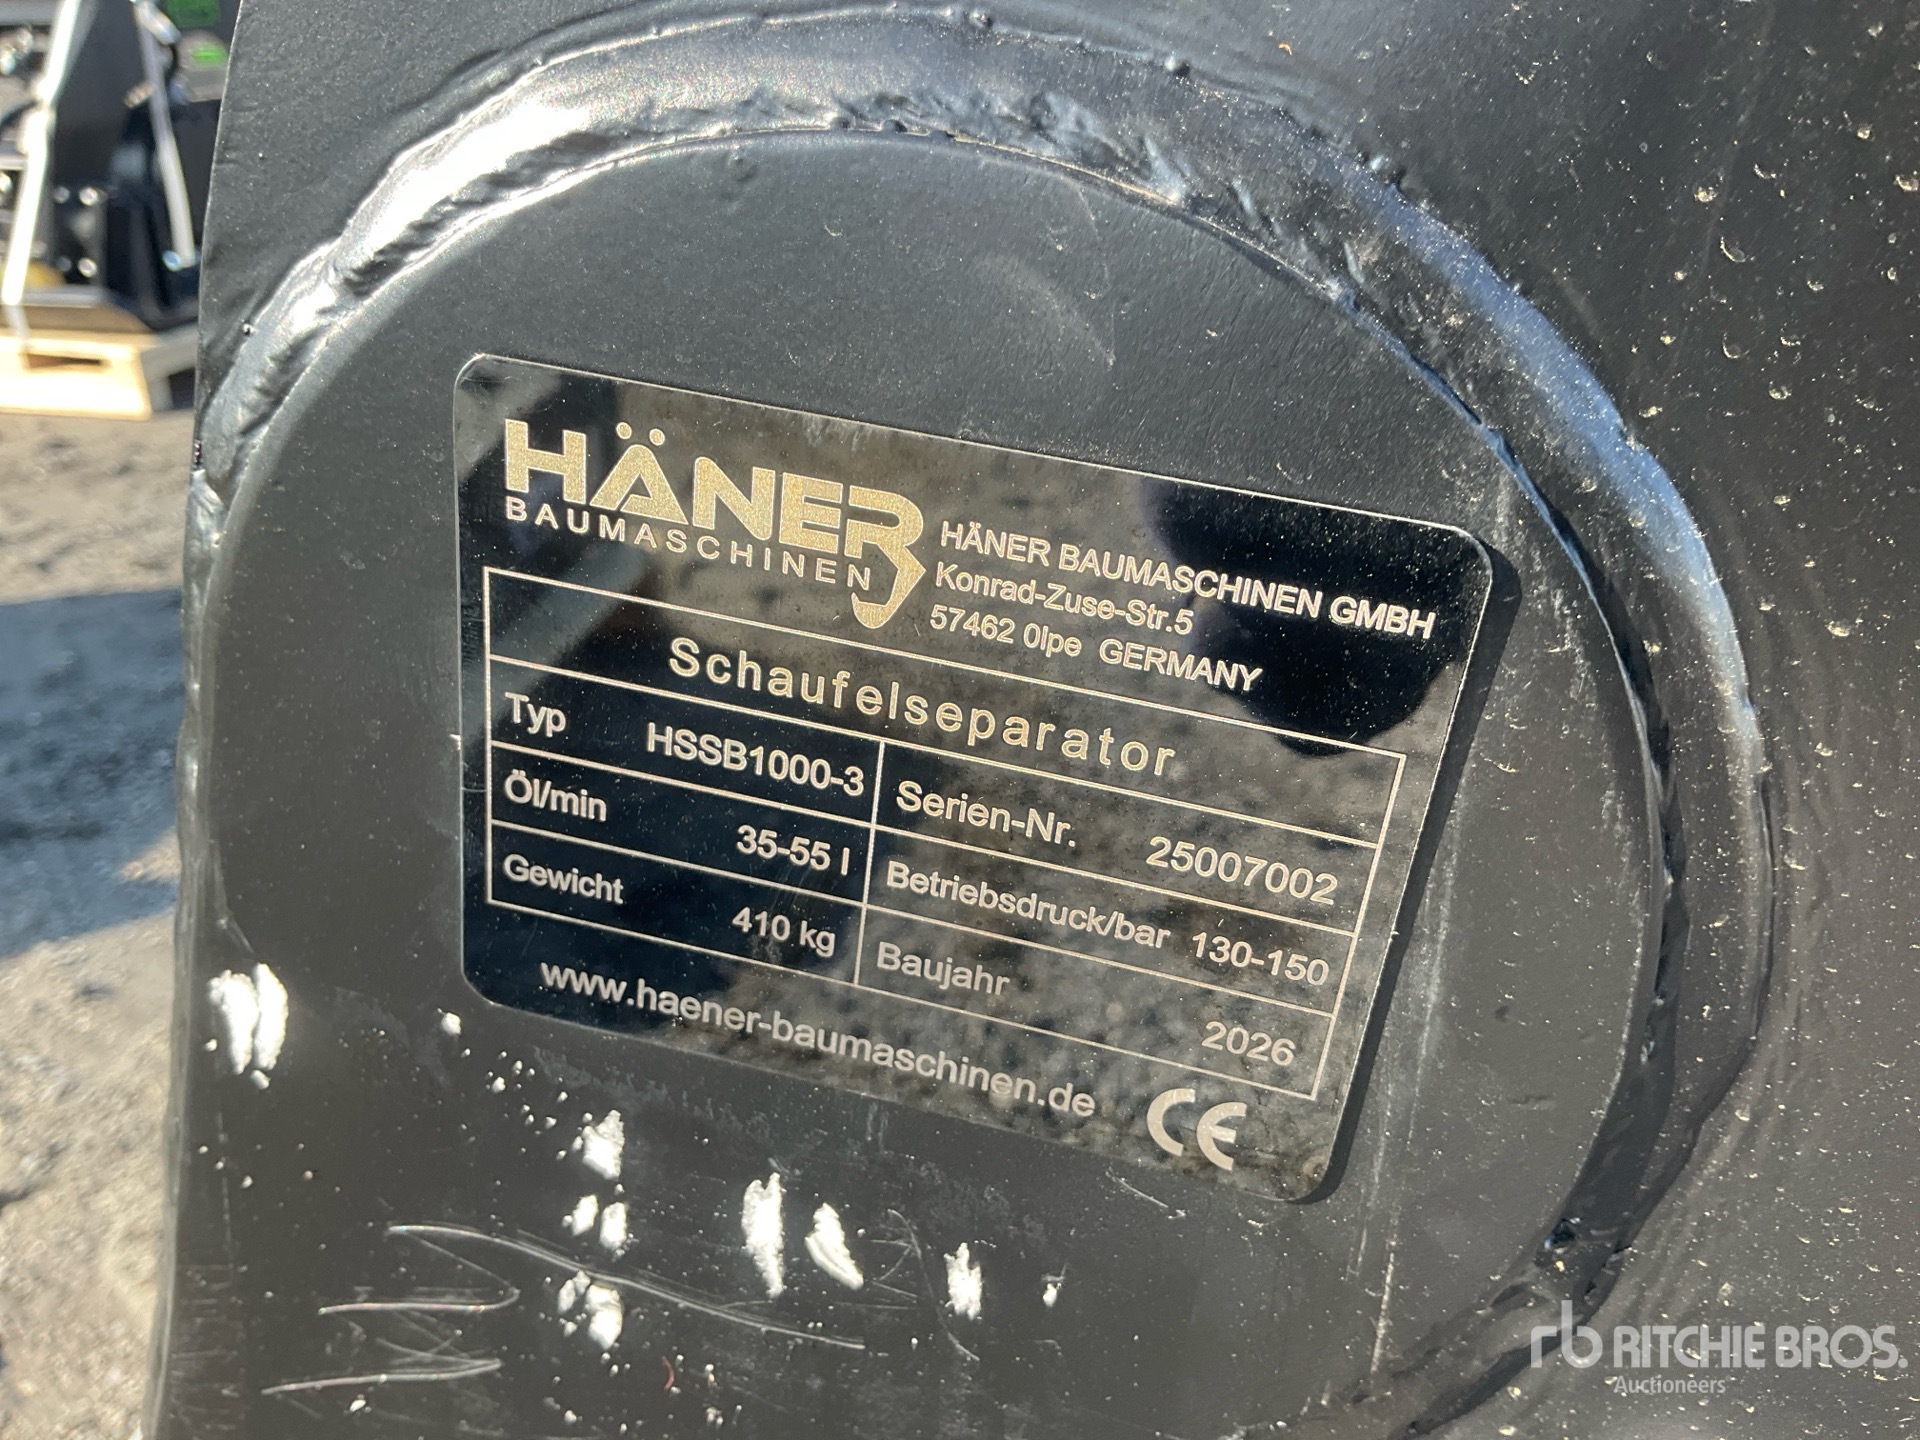 HÄNER
BAUMASCHINEN
HÄNER BAUMASCHINEN GMBH
Konrad-Zuse-Str.5
57462 0lpe GERMANY
Schaufelseparator
Typ HSSB1000-3 Serien-Nr. 25007002
Öl/min 35-55 l Betriebsdruck/bar 130-150
Gewicht 410 kg Baujahr 2026
www.haener-baumaschinen.de CE
rb RITCHIE BROS.
Auctioneers